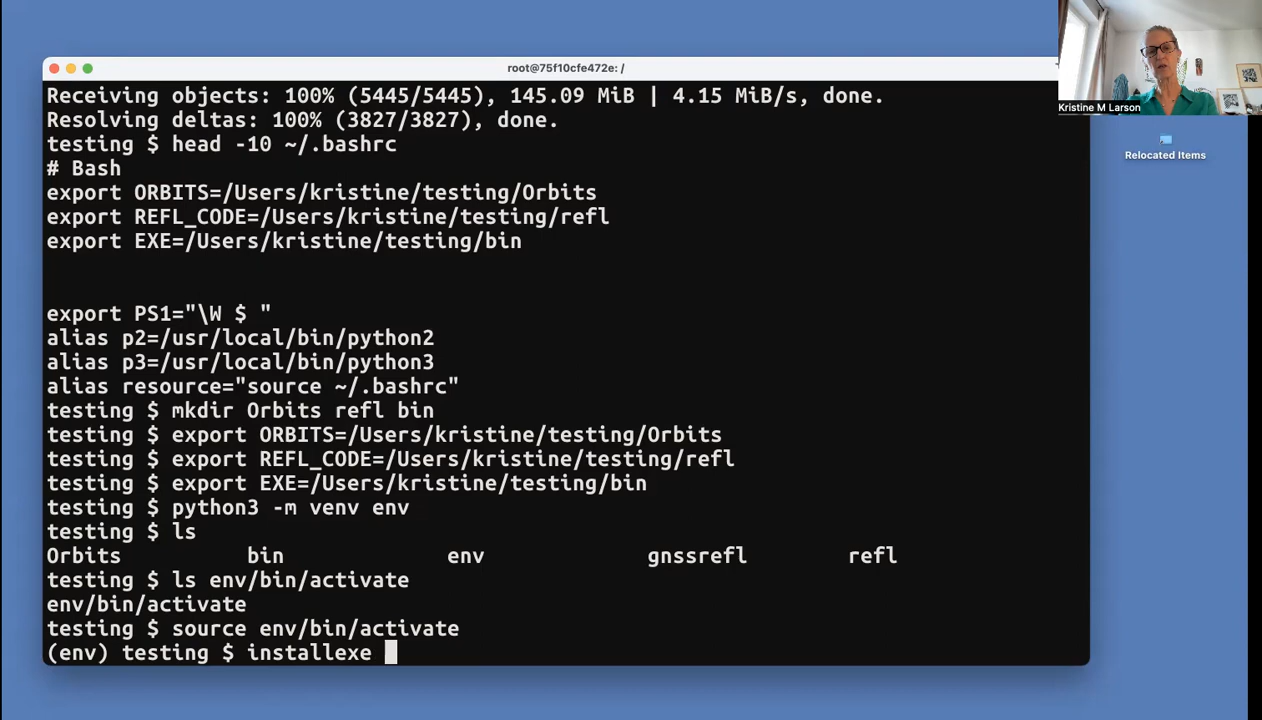 root@75f10cfe472e: /
Receiving objects: 100% (5445/5445), 145.09 MiB | 4.15 MiB/s, done.
Resolving deltas: 100% (3827/3827), done.
testing $ head -10 ~/.bashrc
# Bash
export ORBITS=/Users/kristine/testing/Orbits
export REFL_CODE=/Users/kristine/testing/refl
export EXE=/Users/kristine/testing/bin
export PS1="\W $ "
alias p2=/usr/local/bin/python2
alias p3=/usr/local/bin/python3
alias resource="source ~/.bashrc"
testing $ mkdir Orbits refl bin
testing $ export ORBITS=/Users/kristine/testing/Orbits
testing $ export REFL_CODE=/Users/kristine/testing/refl
testing $ export EXE=/Users/kristine/testing/bin
testing $ python3 -m venv env
testing $ ls
Orbits bin env gnssrefl refl
testing $ ls env/bin/activate
env/bin/activate
testing $ source env/bin/activate
(env) testing $ installexe
Kristine M Larson
Relocated Items